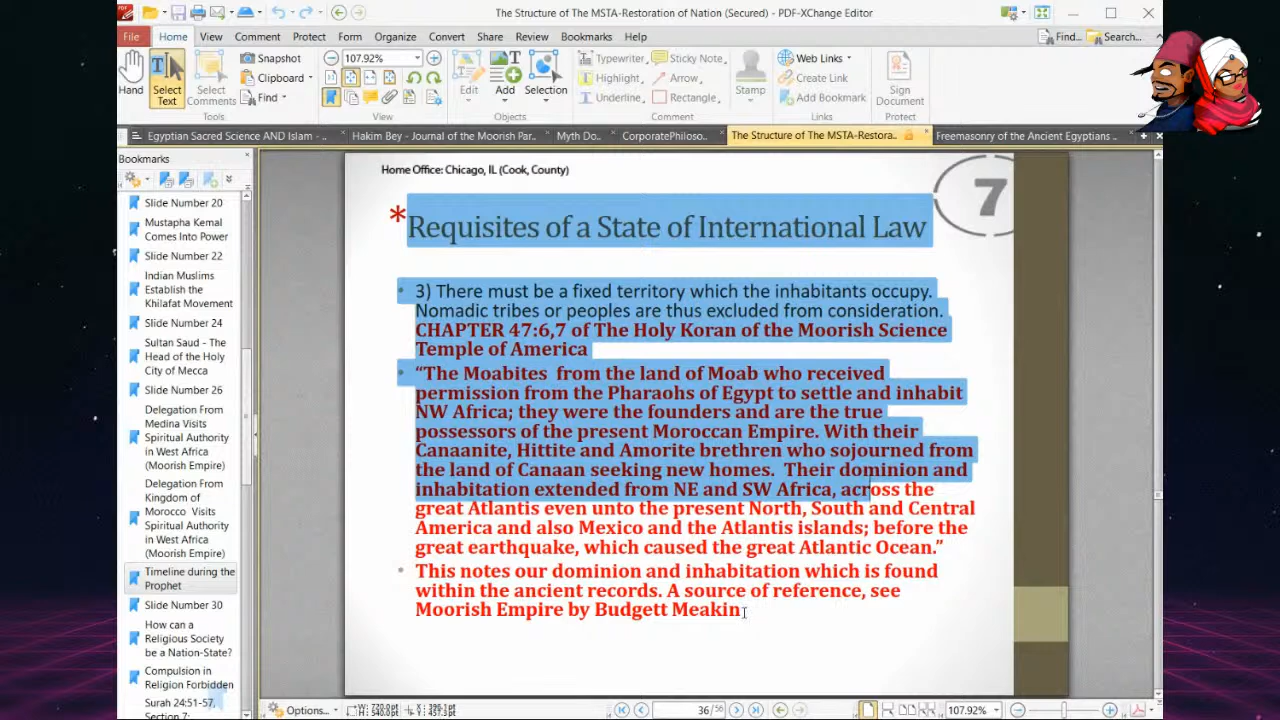 The Structure of The MSTA-Restoration of Nation (Secured) - PDF-XChange Editor
File Home View Comment Protect Form Organize Convert Share Review Bookmarks Help
Find... Search...
Hand
Select Text
Select Comments
Snapshot
Clipboard
Find
Tools
107.92%
View
Edit
Add
Selection
Objects
Typewriter
Highlight
Underline
Sticky Note
Arrow
Rectangle
Stamp
Comment
Web Links
Create Link
Add Bookmark
Links
Sign Document
Protect
Egyptian Sacred Science AND Islam - ..
Hakim Bey - Journal of the Moorish Par..
Myth Do..
CorporatePhiloso..
The Structure of The MSTA-Restora..
Freemasonry of the Ancient Egyptians ..
Bookmarks
Slide Number 20
Mustapha Kemal
Comes Into Power
Slide Number 22
Indian Muslims
Establish the
Khilafat Movement
Slide Number 24
Sultan Saud - The
Head of the Holy
City of Mecca
Slide Number 26
Delegation From
Medina Visits
Spiritual Authority
in West Africa
(Moorish Empire)
Delegation From
Kingdom of
Morocco Visits
Spiritual Authority
in West Africa
(Moorish Empire)
Timeline during the
Prophet
Slide Number 30
How can a
Religious Society
be a Nation-State?
Compulsion in
Religion Forbidden
Surah 24:51-57,
Section 7:
Home Office: Chicago, IL (Cook, County)
7
*Requisites of a State of International Law
• 3) There must be a fixed territory which the inhabitants occupy.
Nomadic tribes or peoples are thus excluded from consideration.
CHAPTER 47:6,7 of The Holy Koran of the Moorish Science
Temple of America
• “The Moabites from the land of Moab who received
permission from the Pharaohs of Egypt to settle and inhabit
NW Africa; they were the founders and are the true
possessors of the present Moroccan Empire. With their
Canaanite, Hittite and Amorite brethren who sojourned from
the land of Canaan seeking new homes. Their dominion and
inhabitation extended from NE and SW Africa, across the
great Atlantis even unto the present North, South and Central
America and also Mexico and the Atlantis islands; before the
great earthquake, which caused the great Atlantic Ocean.”
• This notes our dominion and inhabitation which is found
within the ancient records. A source of reference, see
Moorish Empire by Budgett Meakin
Options...
36 / 56
107.92%